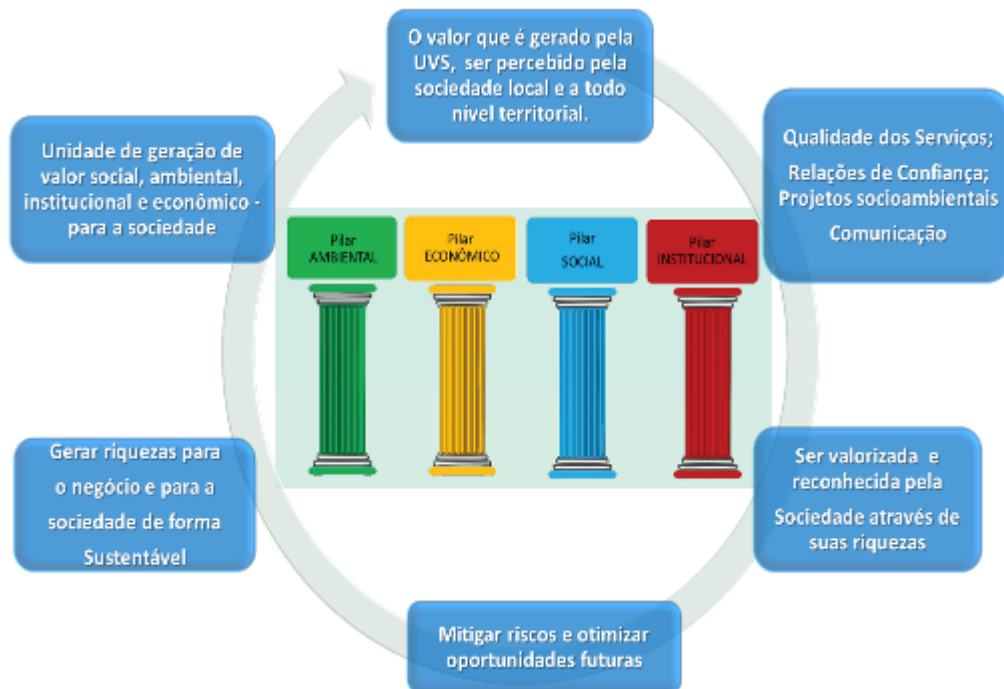 O valor que é gerado pela
UVS, ser percebido pela
sociedade local e a todo
nível territorial.
Qualidade dos Serviços;
Relações de Confiança;
Projetos socioambientais
Comunicação
Unidade de geração de
valor social, ambiental,
institucional e econômico -
para a sociedade
Pilar
AMBIENTAL
Pilar
ECONÔMICO
Pilar
SOCIAL
Pilar
INSTITUCIONAL
Ser valorizada e
reconhecida pela
Sociedade através de
suas riquezas
Mitigar riscos e otimizar
oportunidades futuras
Gerar riquezas para
o negócio e para a
sociedade de forma
Sustentável